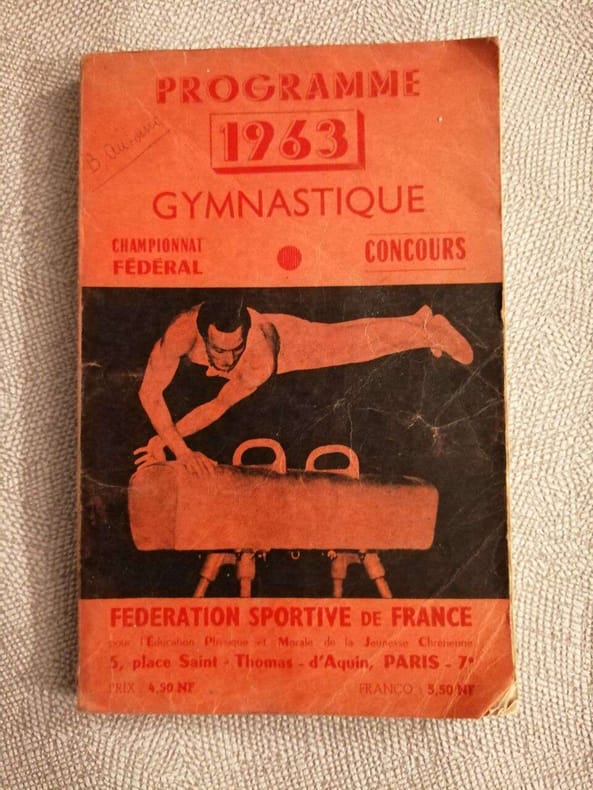 PROGRAMME
1963
GYMNASTIQUE
CHAMPIONNAT
FÉDÉRAL
CONCOURS
FEDERATION SPORTIVE DE FRANCE
pour l'Éducation Physique et Morale de la Jeunesse Chrétienne
5, place Saint - Thomas - d'Aquin, PARIS - 7e
PRIX : 4,50 NF
FRANCO : 5,50 NF